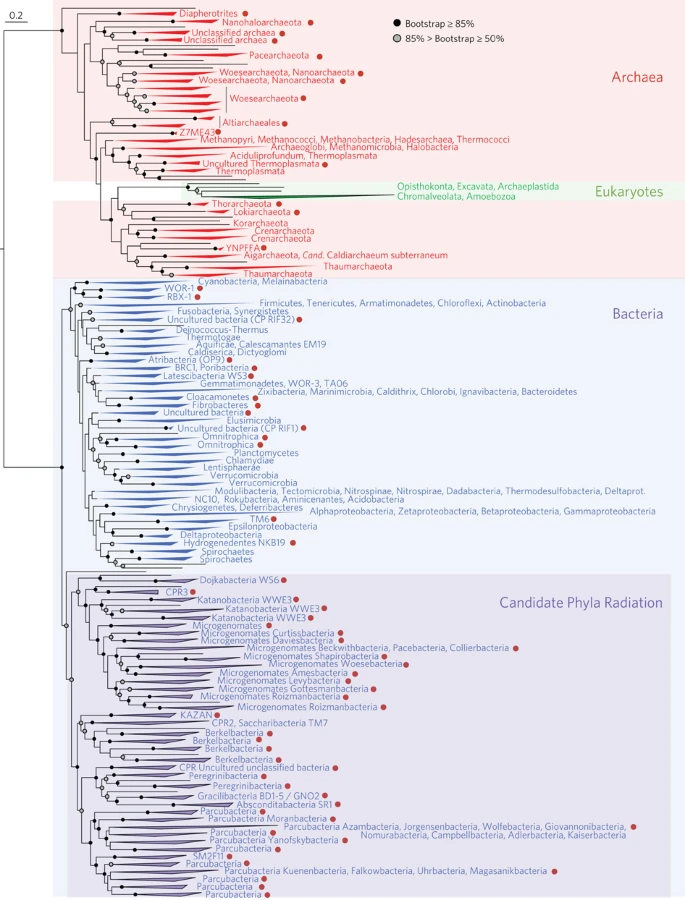 0.2
Bootstrap ≥ 85%
85% > Bootstrap ≥ 50%
Archaea
Diapherotrites
Nanohaloarchaeota
Unclassified archaea
Unclassified archaea
Pacearchaeota
Woesearchaeota, Nanoarchaeota
Woesearchaeota, Nanoarchaeota
Woesearchaeota
Altiarchaeales
Z7ME43
Methanopyri, Methanococci, Methanobacteria, Hadesarchaea, Thermococci
Archaeoglobi, Methanomicrobia, Halobacteria
Aciduliprofundum, Thermoplasmata
Uncultured Thermoplasmata
Thermoplasmata
Eukaryotes
Opisthokonta, Excavata, Archaeplastida
Chromalveolata, Amoebozoa
Thorarchaeota
Lokiarchaeota
Korarchaeota
Crenarchaeota
Crenarchaeota
YNPFFA
Aigarchaeota, Cand. Caldiarchaeum subterraneum
Thaumarchaeota
Thaumarchaeota
Bacteria
Cyanobacteria, Melainabacteria
WOR-1
RBX-1
Firmicutes, Tenericutes, Armatimonadetes, Chloroflexi, Actinobacteria
Fusobacteria, Synergistetes
Uncultured bacteria (CP RIF32)
Deinococcus-Thermus
Thermotogae
Aquificae, Calescamantes EM19
Caldiserica, Dictyoglomi
Atribacteria (OP9)
BRC1, Poribacteria
Latescibacteria WS3
Gemmatimonadetes, WOR-3, TA06
Zixibacteria, Marinimicrobia, Caldithrix, Chlorobi, Ignavibacteria, Bacteroidetes
Cloacamonetes
Fibrobacteres
Uncultured bacteria
Elusimicrobia
Uncultured bacteria (CP RIF1)
Omnitrophica
Omnitrophica
Planctomycetes
Chlamydiae
Lentisphaerae
Verrucomicrobia
Verrucomicrobia
Modulibacteria, Tectomicrobia, Nitrospinae, Nitrospirae, Dadabacteria, Thermodesulfobacteria, Deltaprot.
NC10, Rokubacteria, Aminicenantes, Acidobacteria
Chrysiogenetes, Deferribacteres
Alphaproteobacteria, Zetaproteobacteria, Betaproteobacteria, Gammaproteobacteria
TM6
Epsilonproteobacteria
Deltaproteobacteria
Hydrogenedentes NKB19
Spirochaetes
Spirochaetes
Candidate Phyla Radiation
Dojkabacteria WS6
CPR3
Katanobacteria WWE3
Katanobacteria WWE3
Katanobacteria WWE3
Microgenomates
Microgenomates Curtissbacteria
Microgenomates Daviesbacteria
Microgenomates Beckwithbacteria, Pacebacteria, Collierbacteria
Microgenomates Shapirobacteria
Microgenomates Woesebacteria
Microgenomates Amesbacteria
Microgenomates Levybacteria
Microgenomates Gottesmanbacteria
Microgenomates Roizmanbacteria
Microgenomates Roizmanbacteria
KAZAN
CPR2, Saccharibacteria TM7
Berkelbacteria
Berkelbacteria
Berkelbacteria
Berkelbacteria
CPR Uncultured unclassified bacteria
Peregrinibacteria
Peregrinibacteria
Gracilibacteria BD1-5 / GNO2
Absconditabacteria SR1
Parcubacteria
Parcubacteria Moranbacteria
Parcubacteria Azambacteria, Jorgensenbacteria, Wolfebacteria, Giovannonibacteria,
Parcubacteria
Nomurabacteria, Campbellbacteria, Adlerbacteria, Kaiserbacteria
Parcubacteria Yanofskybacteria
Parcubacteria
SM2F11
Parcubacteria
Parcubacteria Kuenenbacteria, Falkowbacteria, Uhrbacteria, Magasanikbacteria
Parcubacteria
Parcubacteria
Parcubacteria